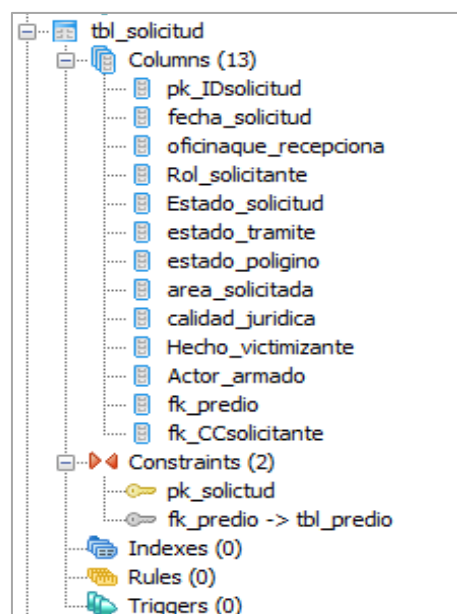 tbl_solicitud
Columns (13)
pk_IDsolicitud
fecha_solicitud
oficinaque_recepciona
Rol_solicitante
Estado_solicitud
estado_tramite
estado_poligino
area_solicitada
calidad_juridica
Hecho_victimizante
Actor_armado
fk_predio
fk_CCsolicitante
Constraints (2)
pk_solictud
fk_predio -> tbl_predio
Indexes (0)
Rules (0)
Triggers (0)